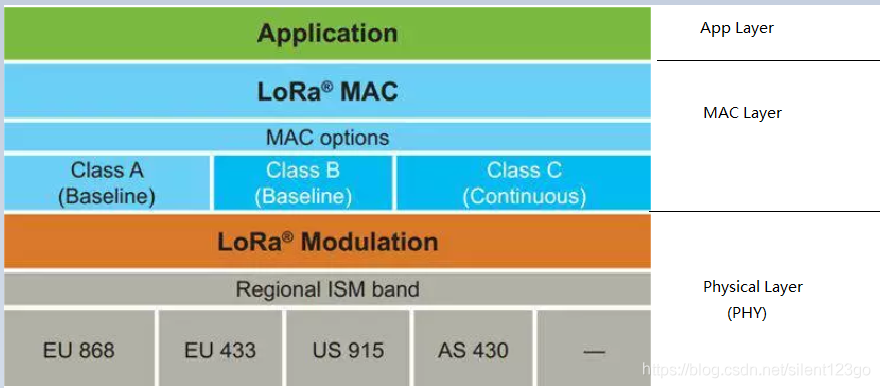 Application
App Layer
LoRa® MAC
MAC options
MAC Layer
Class A
(Baseline)
Class B
(Baseline)
Class C
(Continuous)
LoRa® Modulation
Regional ISM band
Physical Layer
(PHY)
EU 868
EU 433
US 915
AS 430
—
https://blog.csdn.net/silent123go